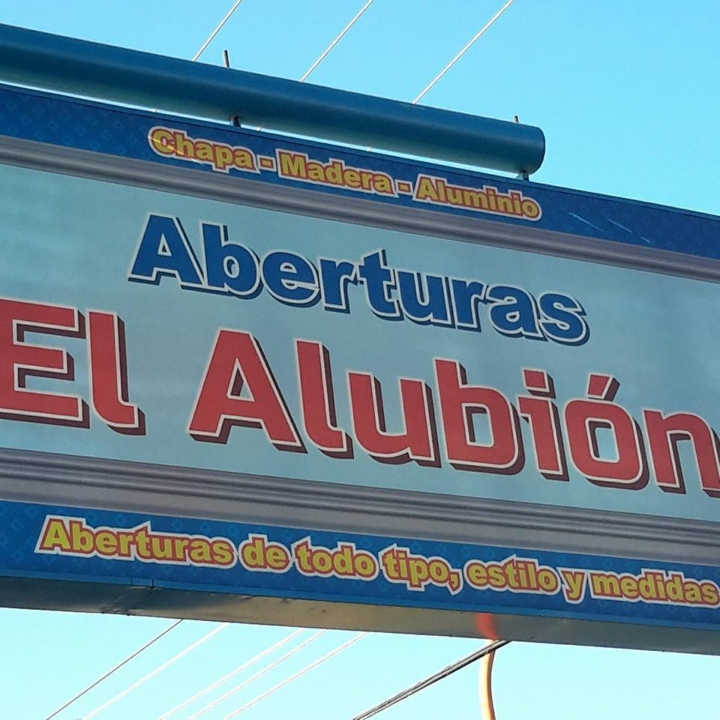 Chapa - Madera - Aluminio
Aberturas
El Alubión
Aberturas de todo tipo, estilo y medidas